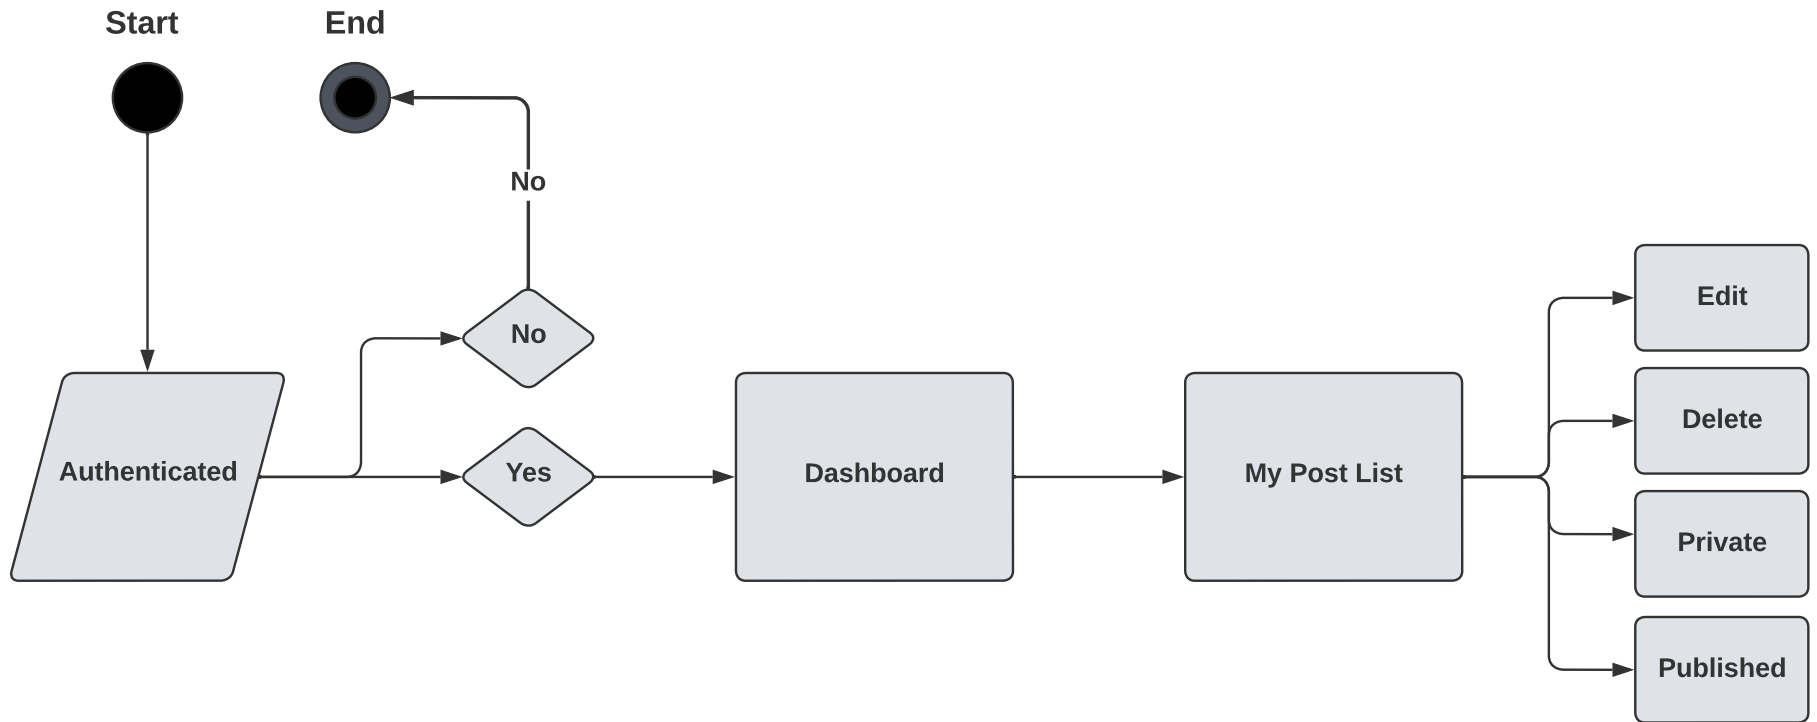 Start
End
No
No
Authenticated
Yes
Dashboard
My Post List
Edit
Delete
Private
Published